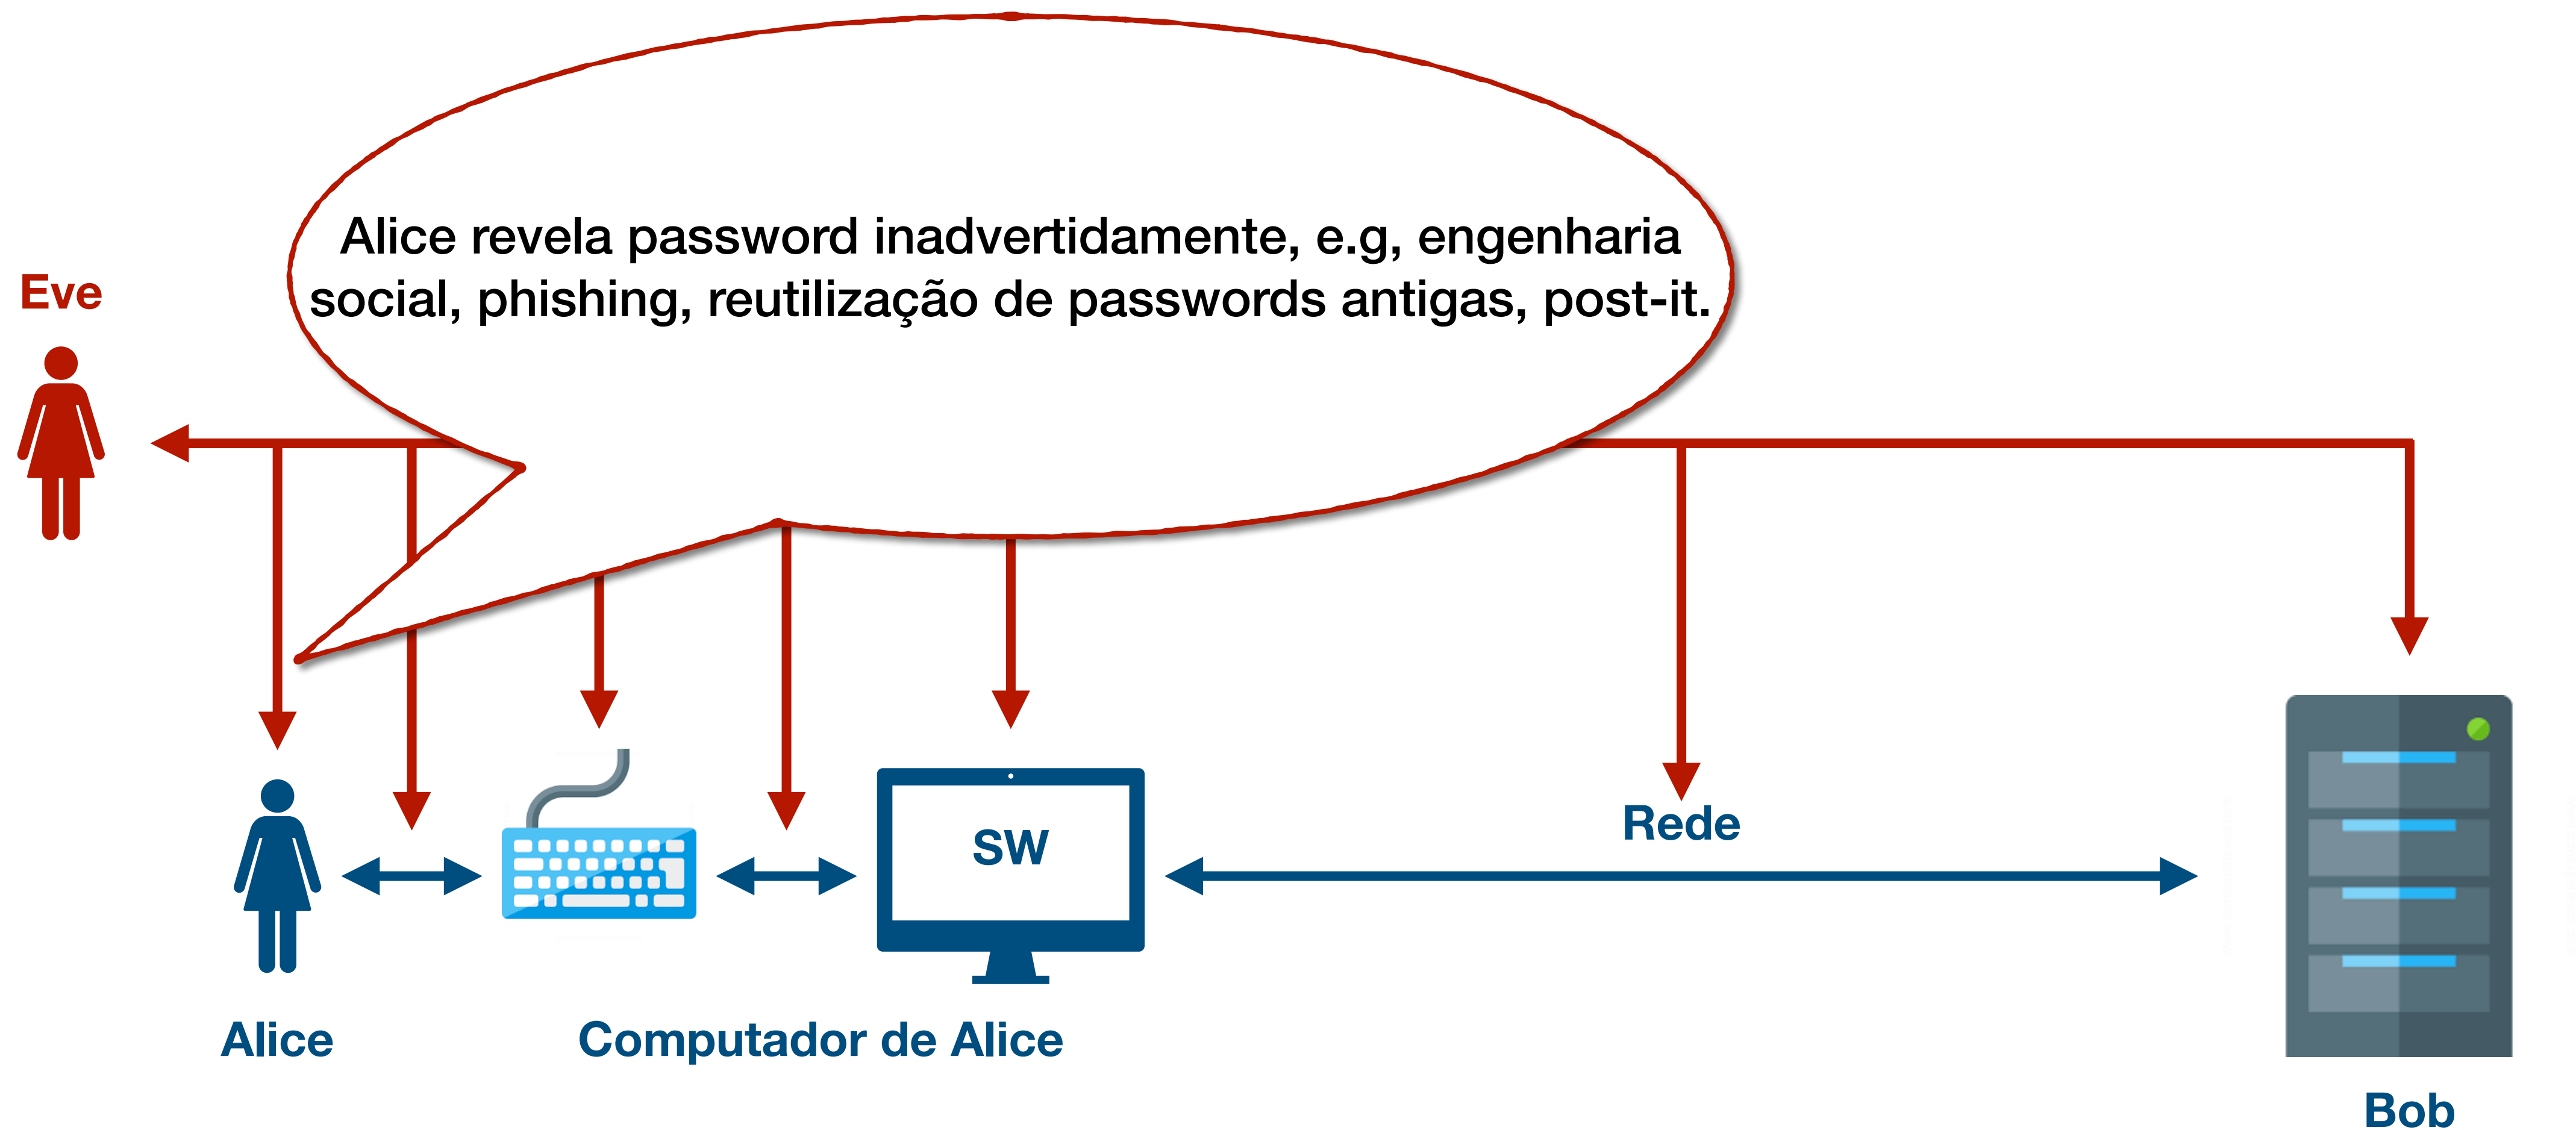 Alice revela password inadvertidamente, e.g, engenharia
social, phishing, reutilização de passwords antigas, post-it.
Eve
SW
Rede
Alice
Computador de Alice
Bob